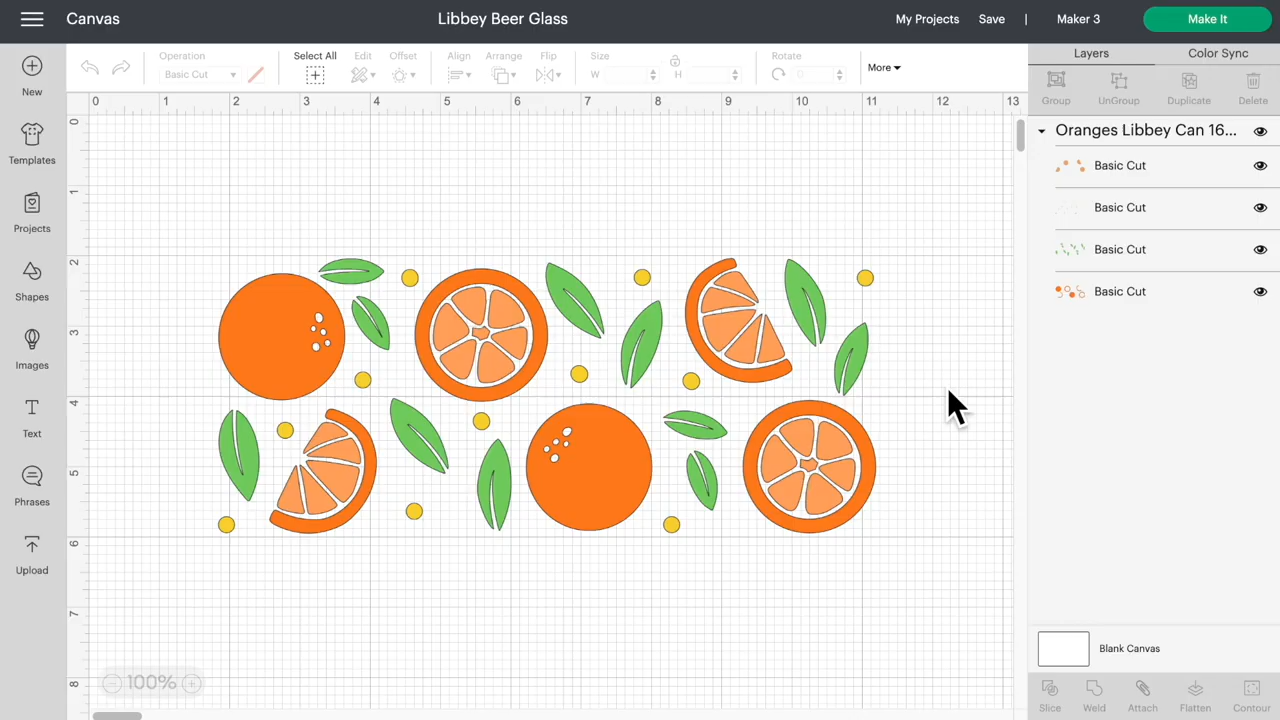 Canvas
Libbey Beer Glass
My Projects
Save
|
Maker 3
Make It
New
Templates
Projects
Shapes
Images
Text
Phrases
Upload
Operation
Basic Cut
Select All
Edit
Offset
Align
Arrange
Flip
Size
W
H
Rotate
0
More
0 1 2 3 4 5 6 7 8 9 10 11 12 13
0
1
2
3
4
5
6
7
8
100%
Layers
Color Sync
Group
UnGroup
Duplicate
Delete
Oranges Libbey Can 16...
Basic Cut
Basic Cut
Basic Cut
Basic Cut
Blank Canvas
Slice
Weld
Attach
Flatten
Contour